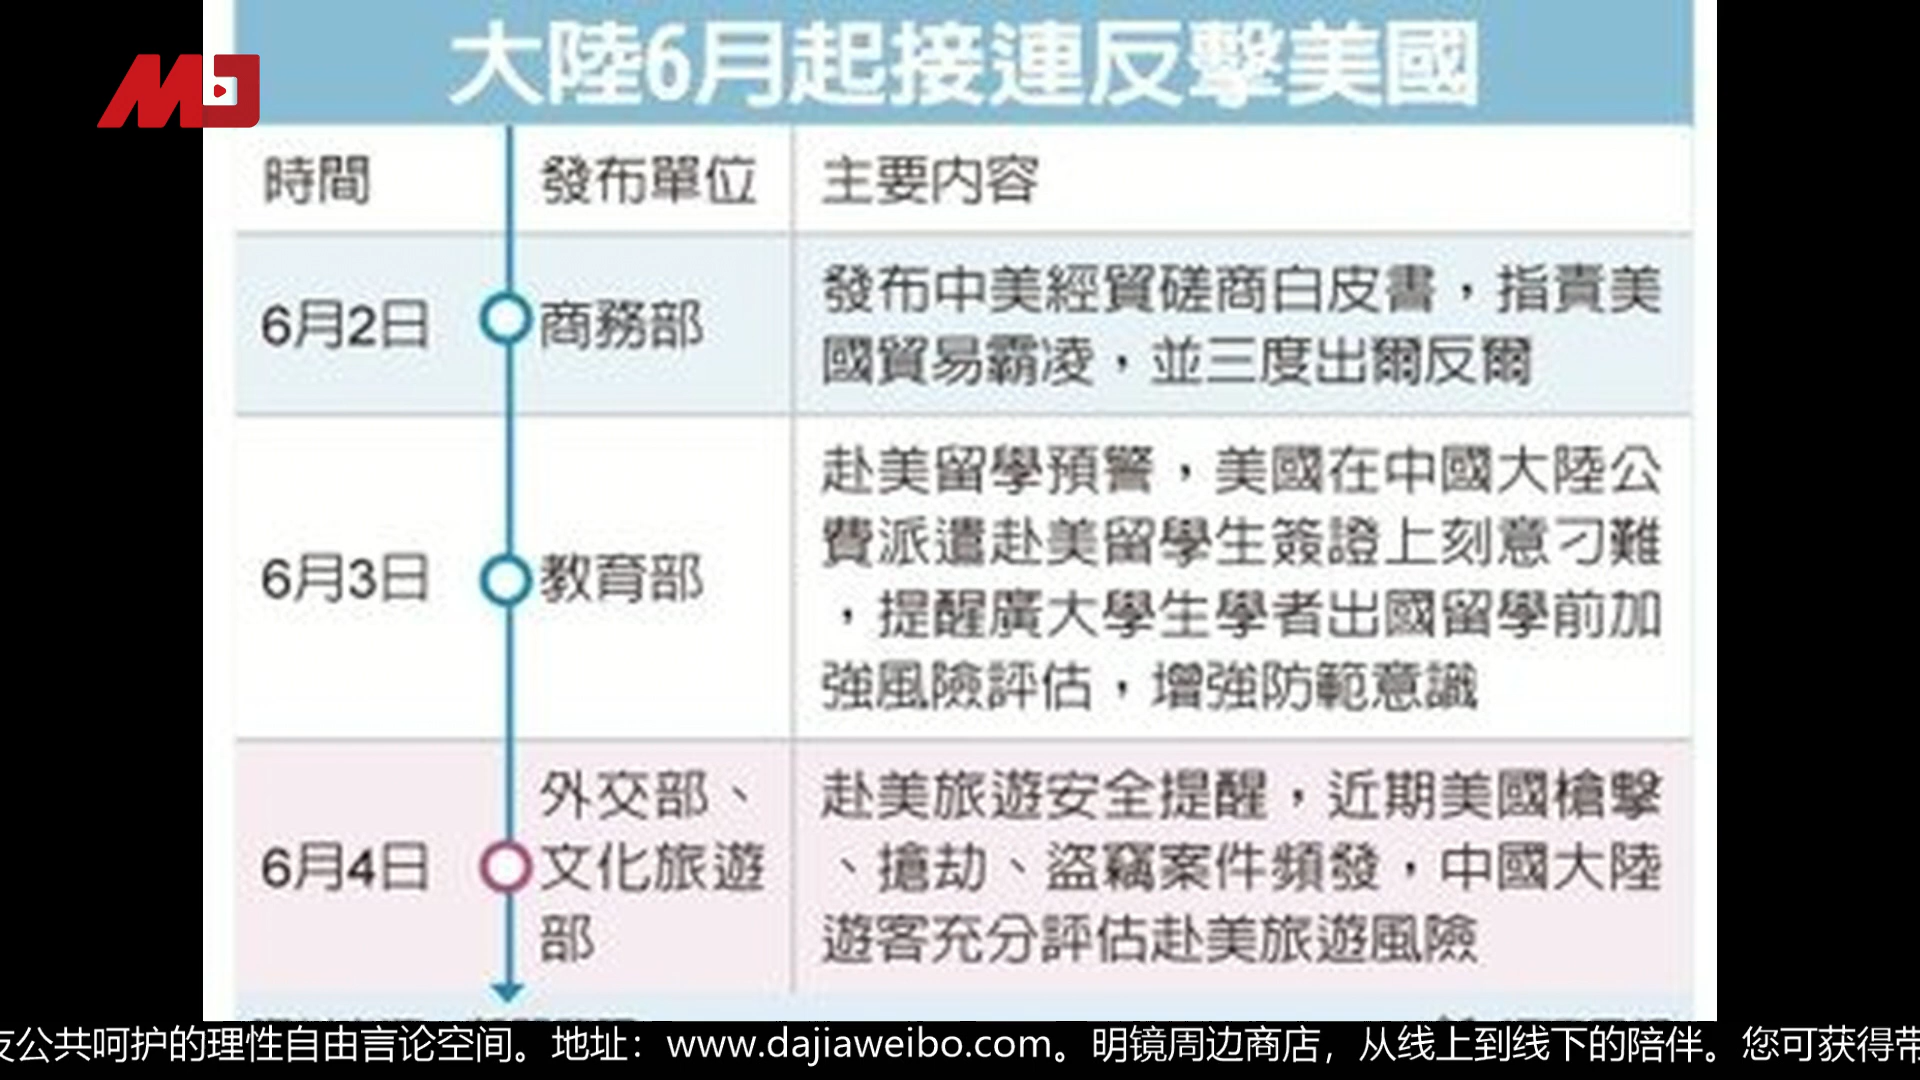 大陸6月起接連反擊美國
時間
發布單位
主要內容
6月2日
商務部
發布中美經貿磋商白皮書，指責美
國貿易霸凌，並三度出爾反爾
6月3日
教育部
赴美留學預警，美國在中國大陸公
費派遣赴美留學生簽證上刻意刁難
，提醒廣大學生學者出國留學前加
強風險評估，增強防範意識
6月4日
外交部、
文化旅遊
部
赴美旅遊安全提醒，近期美國槍擊
、搶劫、盜竊案件頻發，中國大陸
遊客充分評估赴美旅遊風險
友公共呵护的理性自由言论空间。地址：www.dajiaweibo.com。明镜周边商店，从线上到线下的陪伴。您可获得带